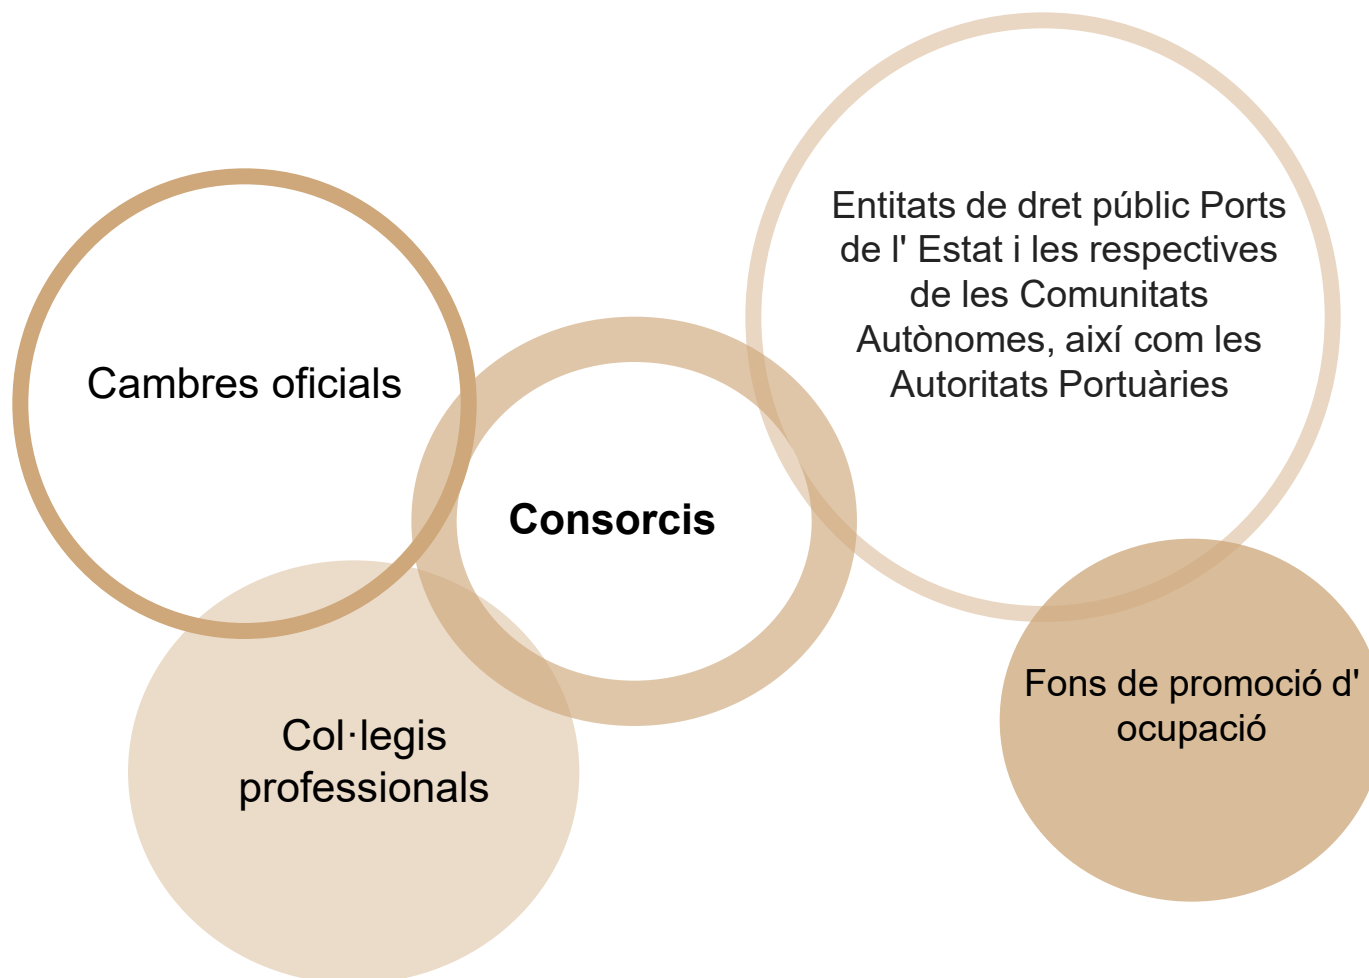 Cambres oficials
Consorcis
Col·legis
professionals
Entitats de dret públic Ports
de l' Estat i les respectives
de les Comunitats
Autònomes, així com les
Autoritats Portuàries
Fons de promoció d'
ocupació